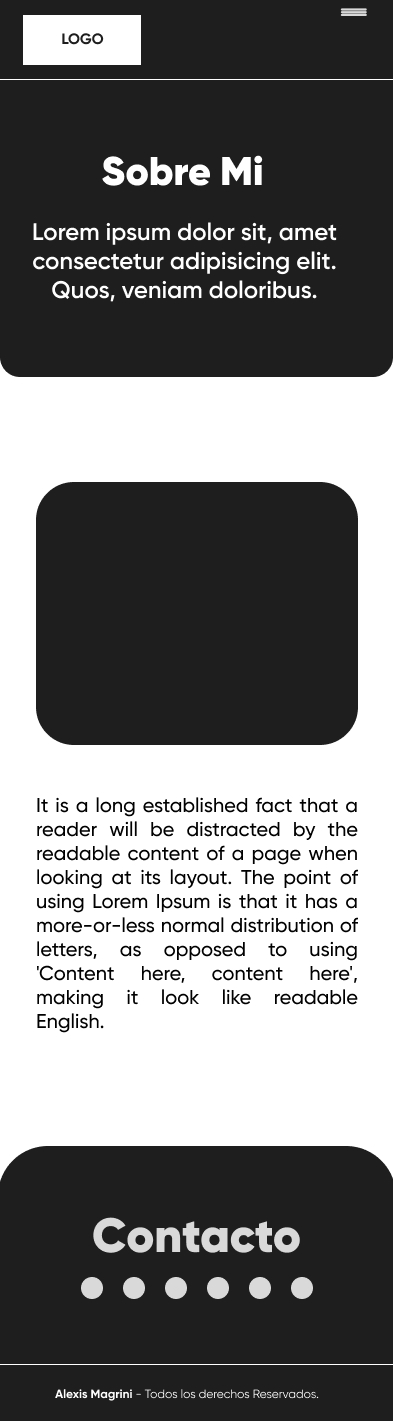 LOGO
Sobre Mi
Lorem ipsum dolor sit, amet
consectetur adipisicing elit.
Quos, veniam doloribus.
It is a long established fact that a
reader will be distracted by the
readable content of a page when
looking at its layout. The point of
using Lorem Ipsum is that it has a
more-or-less normal distribution of
letters, as opposed to using
'Content here, content here',
making it look like readable
English.
Contacto
Alexis Magrini - Todos los derechos Reservados.